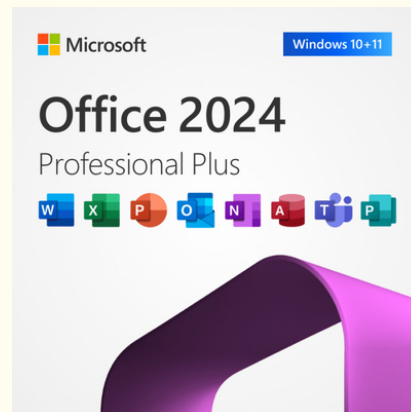 Microsoft
Windows 10+11
Office 2024
Professional Plus
W X P O N A T P